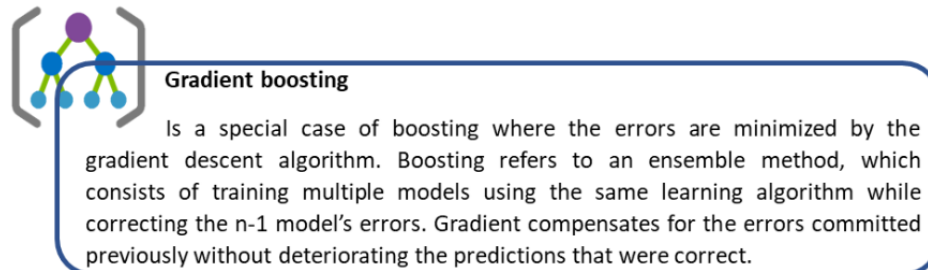 Gradient boosting
Is a special case of boosting where the errors are minimized by the
gradient descent algorithm. Boosting refers to an ensemble method, which
consists of training multiple models using the same learning algorithm while
correcting the n-1 model's errors. Gradient compensates for the errors committed
previously without deteriorating the predictions that were correct.